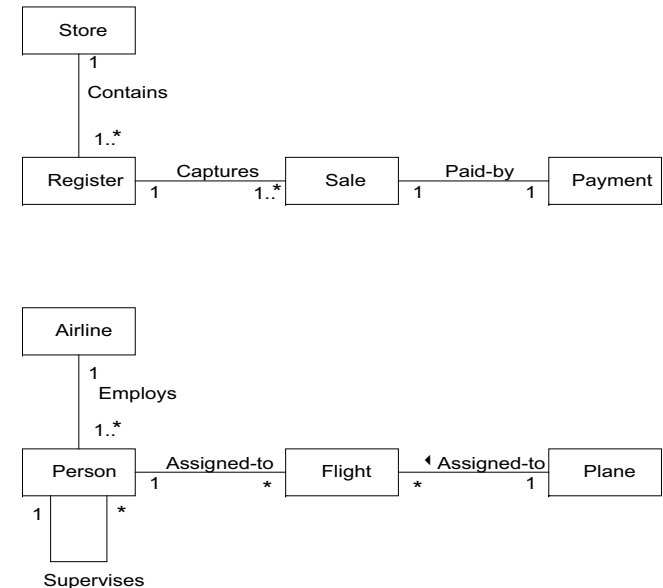 Store
1
Contains
1..*
Register
Captures
Sale
Paid-by
Payment
1
1..*
1
1
Airline
1
Employs
1..*
Person
Assigned-to
Flight
Assigned-to
Plane
1
*
*
1
1
*
Supervises